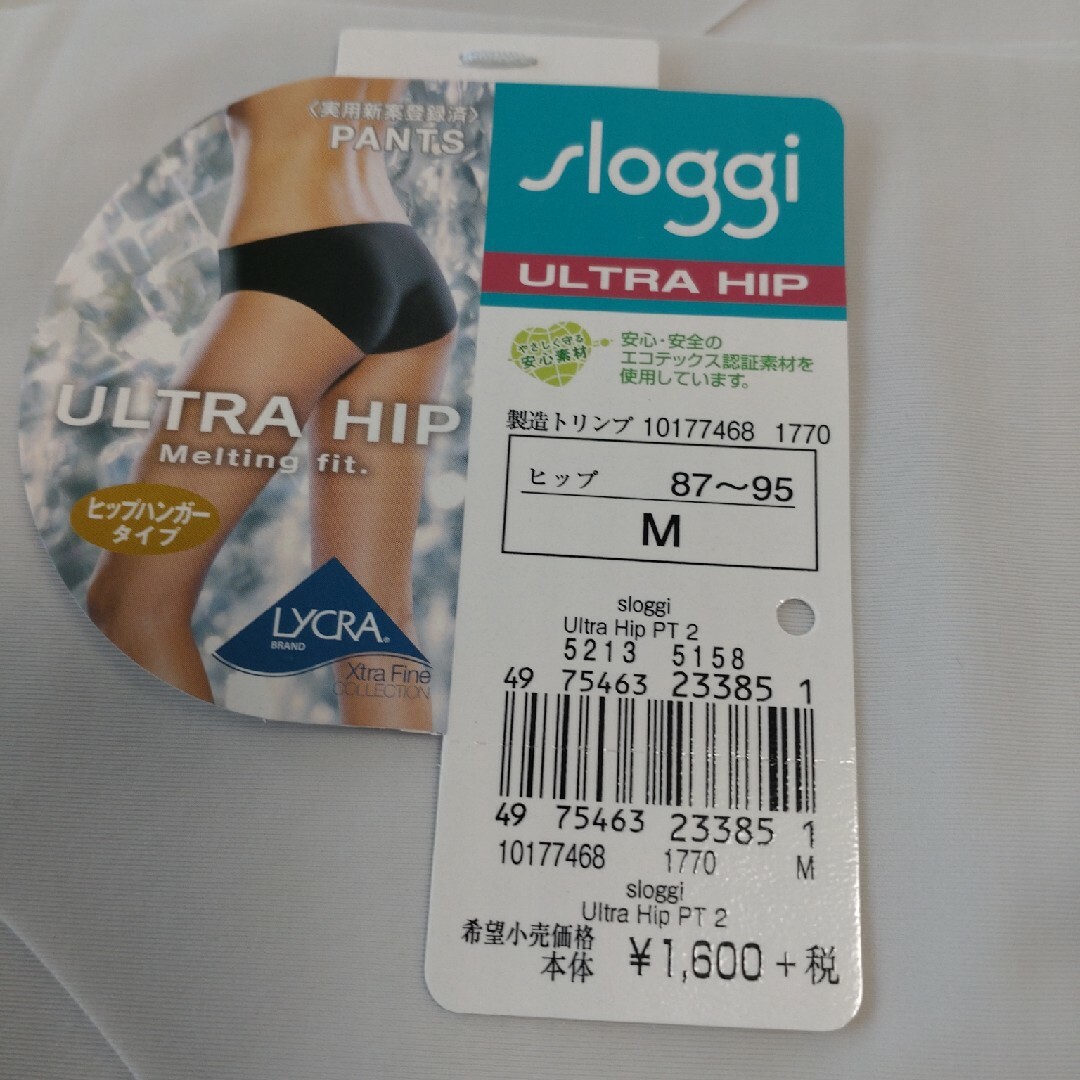 〈実用新案登録済〉
PANTS
ULTRA HIP
Melting fit.
ヒップハンガー
タイプ
LYCRA®
BRAND
Xtra Fine
COLLECTION
sloggi
ULTRA HIP
やさしく守る
安心素材
安心・安全の
エコテックス認証素材を
使用しています。
製造トリンプ 10177468 1770
ヒップ 87～95
M
sloggi
Ultra Hip PT 2
5213 5158
49 75463 23385 1
49 75463 23385 1
10177468 1770 M
sloggi
Ultra Hip PT 2
希望小売価格
本体 ¥1,600+税